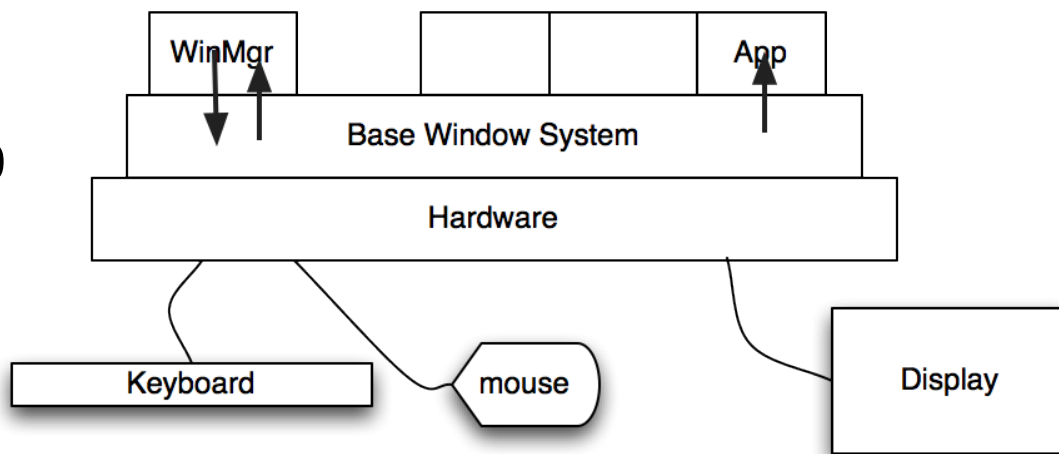 WinMgr
App
Base Window System
Hardware
Keyboard
mouse
Display